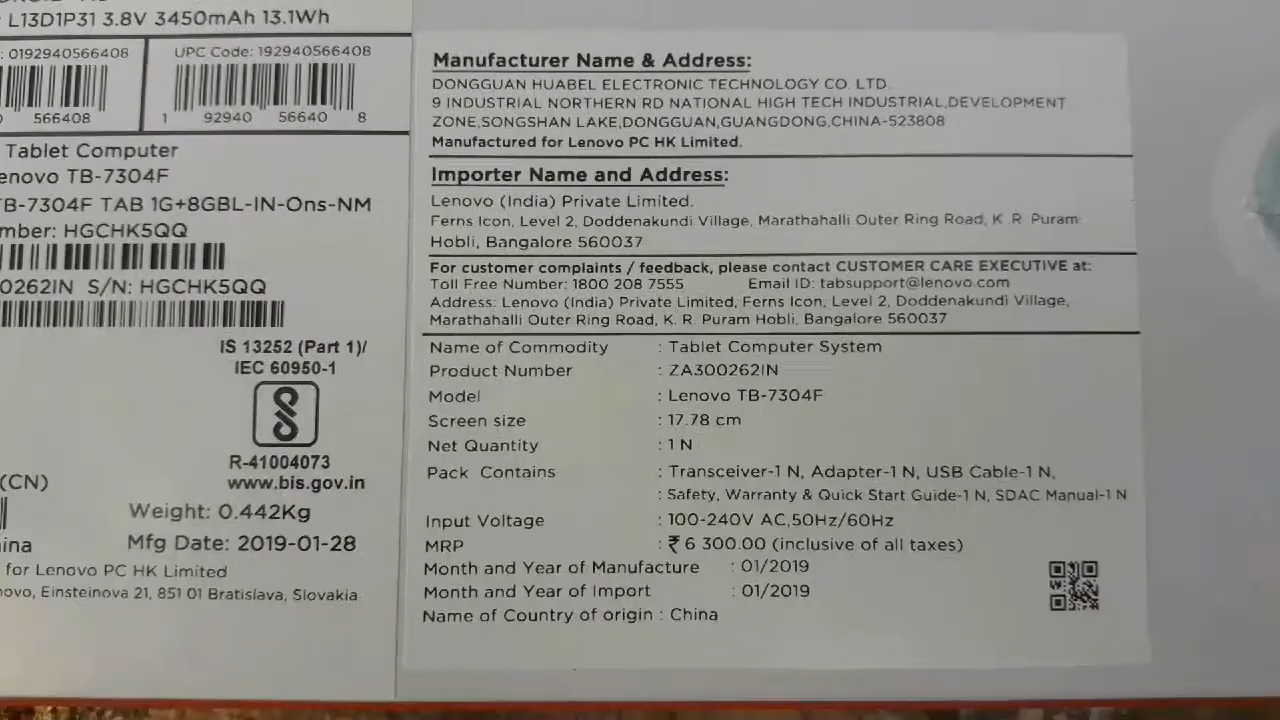 L13D1P31 3.8V 3450mAh 13.1Wh
: 0192940566408
UPC Code: 192940566408
566408
1 92940 56640 8
Tablet Computer
enovo TB-7304F
TB-7304F TAB 1G+8GBL-IN-Ons-NM
mber: HGCHK5QQ
0262IN S/N: HGCHK5QQ
IS 13252 (Part 1)/
IEC 60950-1
R-41004073
www.bis.gov.in
(CN)
Weight: 0.442Kg
ina
Mfg Date: 2019-01-28
for Lenovo PC HK Limited
novo, Einsteinova 21, 851 01 Bratislava, Slovakia
Manufacturer Name & Address:
DONGGUAN HUABEL ELECTRONIC TECHNOLOGY CO. LTD.
9 INDUSTRIAL NORTHERN RD NATIONAL HIGH TECH INDUSTRIAL,DEVELOPMENT
ZONE,SONGSHAN LAKE,DONGGUAN,GUANGDONG,CHINA-523808
Manufactured for Lenovo PC HK Limited.
Importer Name and Address:
Lenovo (India) Private Limited.
Ferns Icon, Level 2, Doddenakundi Village, Marathahalli Outer Ring Road, K. R. Puram
Hobli, Bangalore 560037
For customer complaints / feedback, please contact CUSTOMER CARE EXECUTIVE at:
Toll Free Number: 1800 208 7555 Email ID: tabsupport@lenovo.com
Address: Lenovo (India) Private Limited, Ferns Icon, Level 2, Doddenakundi Village,
Marathahalli Outer Ring Road, K. R. Puram Hobli, Bangalore 560037
Name of Commodity : Tablet Computer System
Product Number : ZA300262IN
Model : Lenovo TB-7304F
Screen size : 17.78 cm
Net Quantity : 1 N
Pack Contains : Transceiver-1 N, Adapter-1 N, USB Cable-1 N,
: Safety, Warranty & Quick Start Guide-1 N, SDAC Manual-1 N
Input Voltage : 100-240V AC,50Hz/60Hz
MRP : ₹ 6 300.00 (inclusive of all taxes)
Month and Year of Manufacture : 01/2019
Month and Year of Import : 01/2019
Name of Country of origin : China